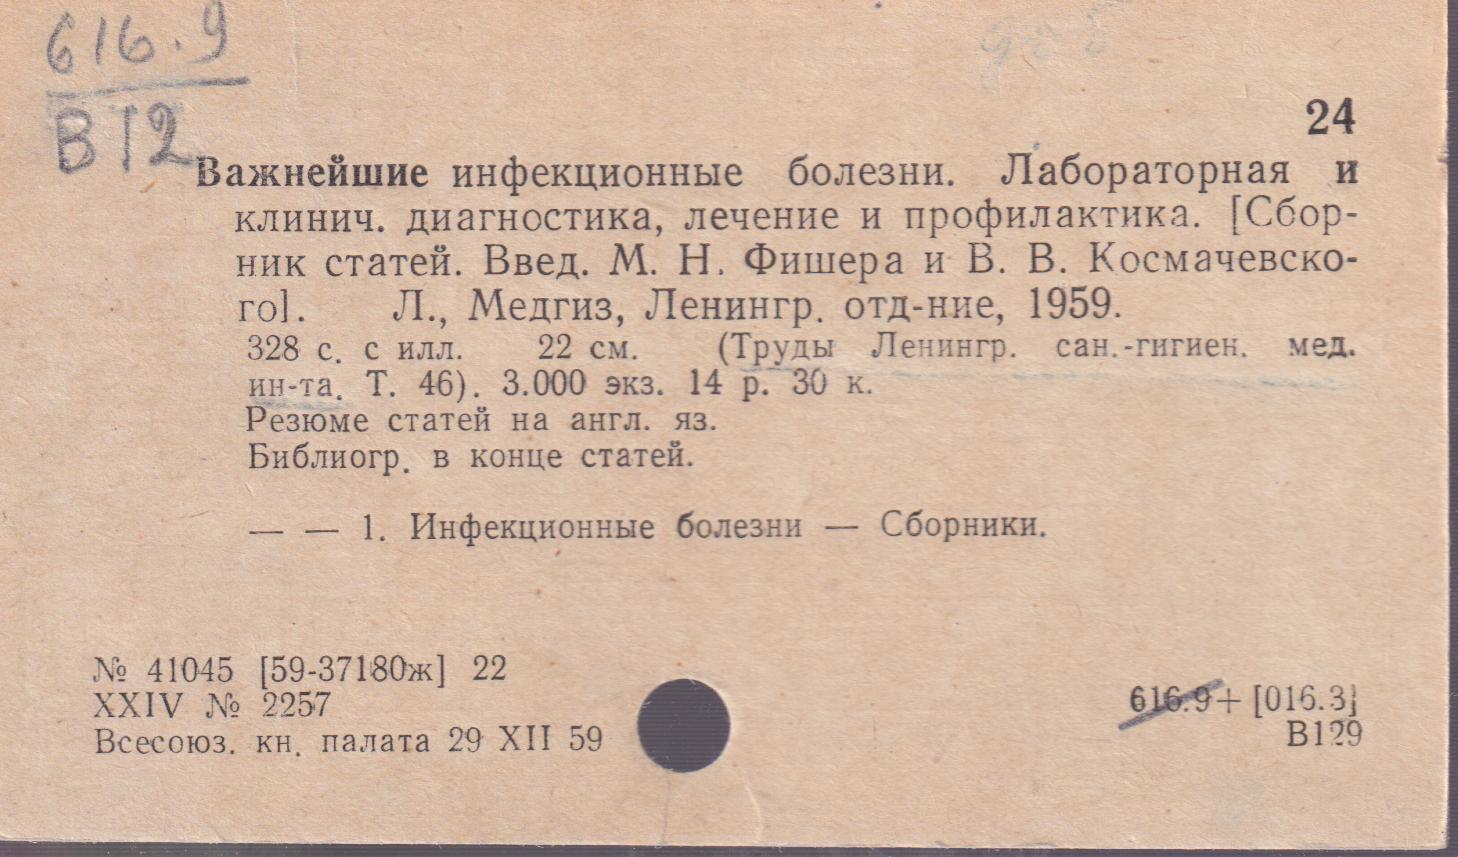 616.9
В12
24
Важнейшие инфекционные болезни. Лабораторная и
клинич. диагностика, лечение и профилактика. [Сбор-
ник статей. Введ. М. Н. Фишера и В. В. Космачевско-
го]. Л., Медгиз, Ленингр. отд-ние, 1959.
328 с. с илл. 22 см. (Труды Ленингр. сан.-гигиен. мед.
ин-та. Т. 46). 3.000 экз. 14 р. 30 к.
Резюме статей на англ. яз.
Библиогр. в конце статей.
— — 1. Инфекционные болезни — Сборники.
№ 41045 [59-37180ж] 22
XXIV № 2257
Всесоюз. кн. палата 29 XII 59
616.9+[016.3]
В129